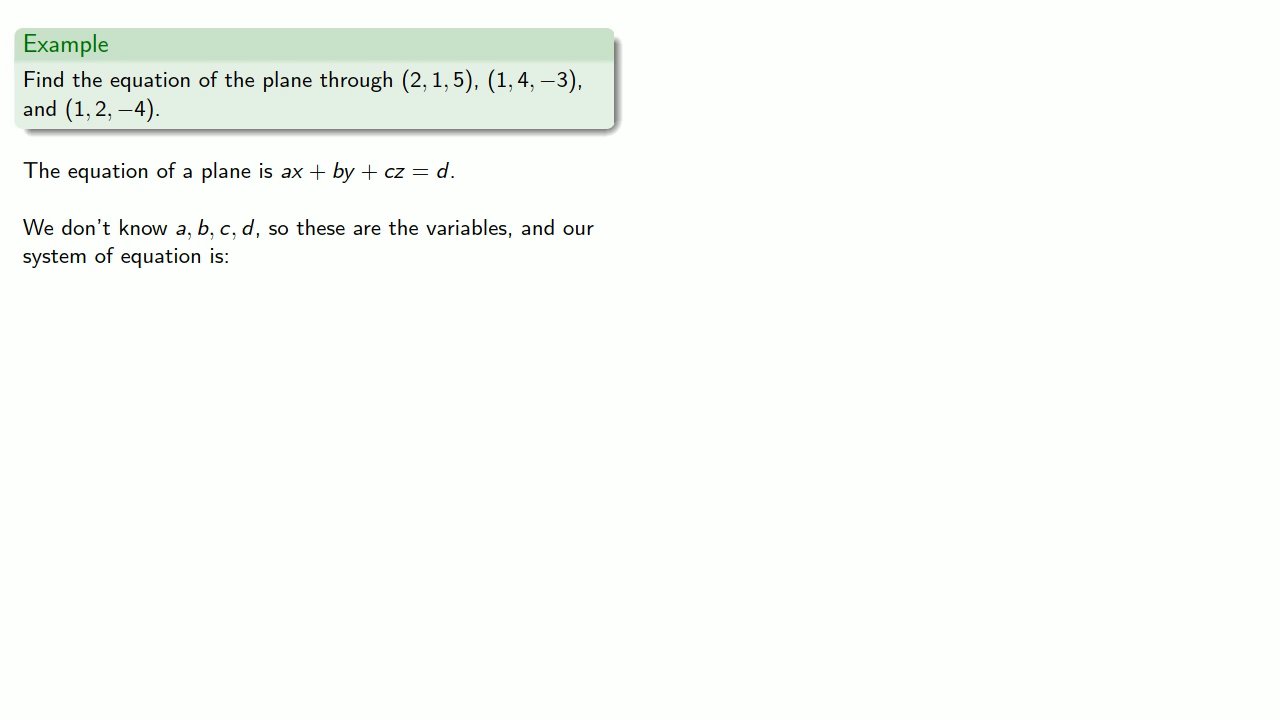 Example
Find the equation of the plane through (2, 1, 5), (1, 4, −3),
and (1, 2, −4).
The equation of a plane is ax + by + cz = d.
We don't know a, b, c, d, so these are the variables, and our
system of equation is: